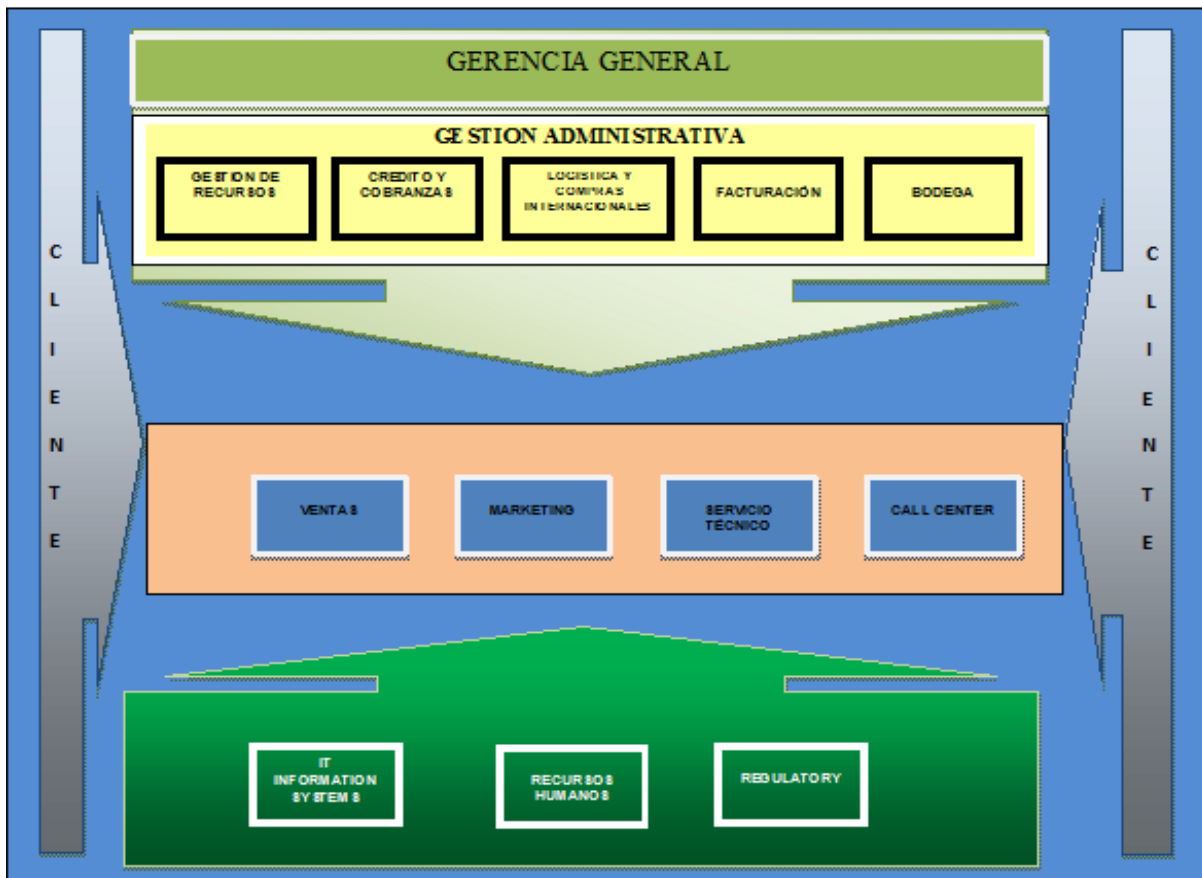 GERENCIA GENERAL
GESTION ADMINISTRATIVA
GESTION DE
RECURSOS
CREDITO Y
COBRANZAS
LOGISTICA Y
COMPRAS
INTERNACIONALES
FACTURACIÓN
BODEGA
C
L
I
E
N
T
E
C
L
I
E
N
T
E
VENTAS
MARKETING
SERVICIO
TÉCNICO
CALL CENTER
IT
INFORMATION
SYSTEMS
RECURSOS
HUMANOS
REGULATORY